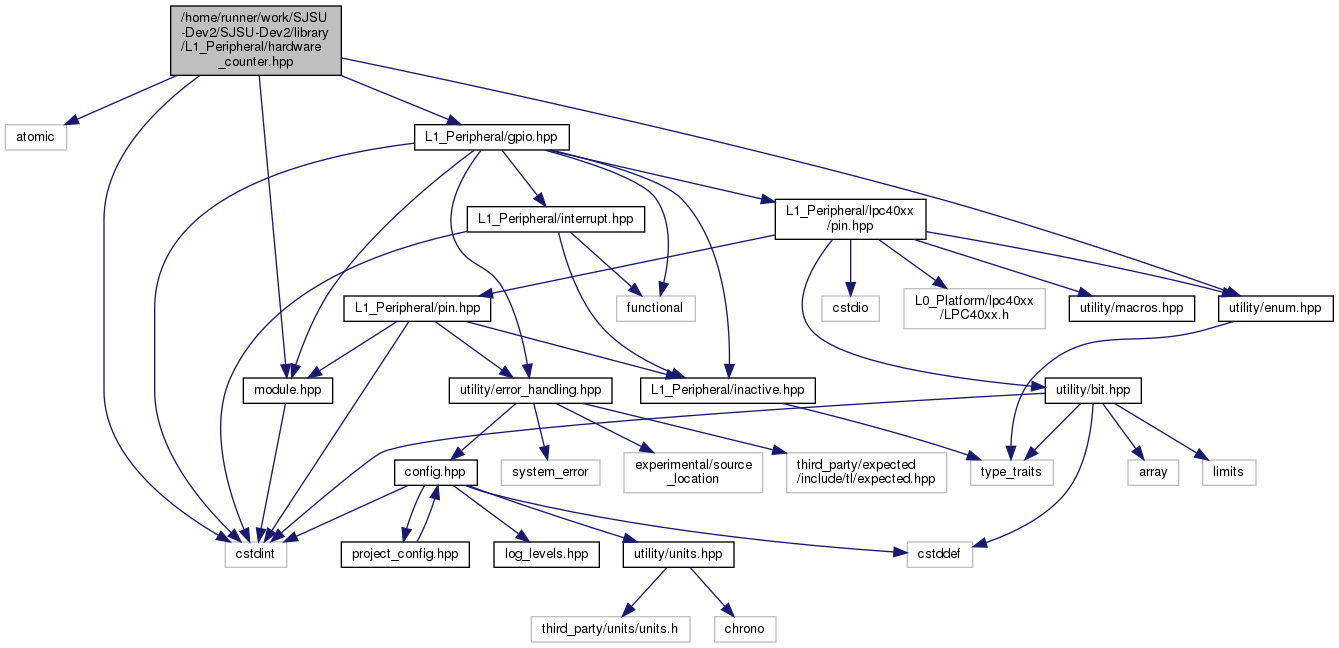 /home/runner/work/SJSU
-Dev2/SJSU-Dev2/library
/L1_Peripheral/hardware
_counter.hpp
atomic
L1_Peripheral/gpio.hpp
L1_Peripheral/interrupt.hpp
L1_Peripheral/lpc40xx
/pin.hpp
L1_Peripheral/pin.hpp
functional
cstdio
L0_Platform/lpc40xx
/LPC40xx.h
utility/macros.hpp
utility/enum.hpp
module.hpp
utility/error_handling.hpp
L1_Peripheral/inactive.hpp
utility/bit.hpp
config.hpp
system_error
experimental/source
_location
third_party/expected
/include/tl/expected.hpp
type_traits
array
limits
cstdint
project_config.hpp
log_levels.hpp
utility/units.hpp
cstddef
third_party/units/units.h
chrono